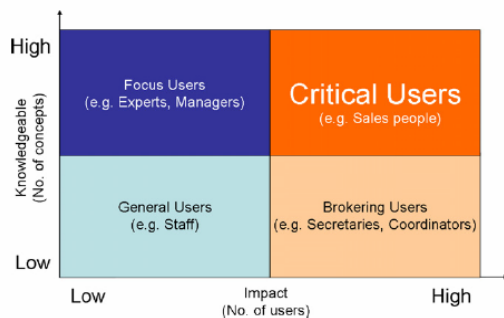 High
Knowledgeable
(No. of concepts)
Low
Focus Users
(e.g. Experts, Managers)
Critical Users
(e.g. Sales people)
General Users
(e.g. Staff)
Brokering Users
(e.g. Secretaries, Coordinators)
Low
Impact
(No. of users)
High